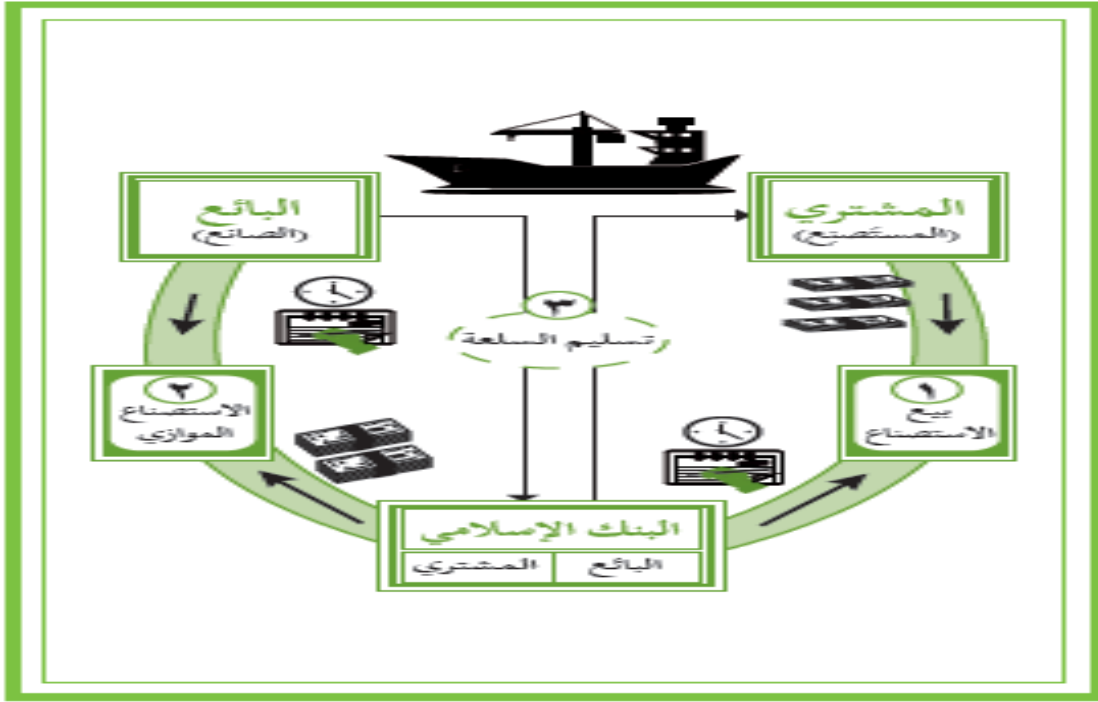 المشتري
(المستصنع)
البائع
(الصانع)
٣
تسليم السلعة
١
بيع
الاستصناع
٢
الاستصناع
الموازي
البنك الإسلامي
البائع
المشتري